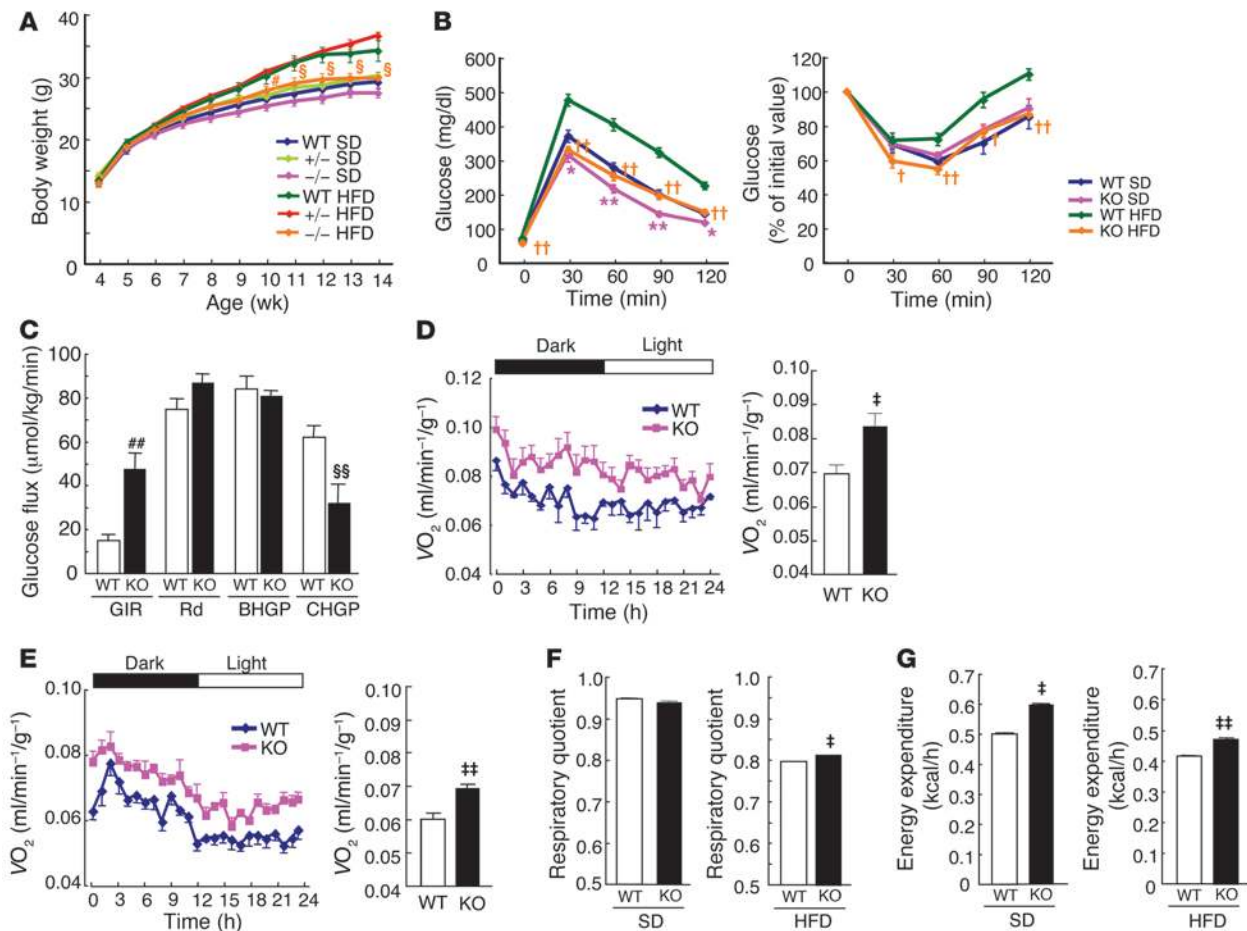 A
Body weight (g)
40
30
20
10
0
4 5 6 7 8 9 10 11 12 13 14
Age (wk)
# § § § §
WT SD
+/– SD
–/– SD
WT HFD
+/– HFD
–/– HFD
B
Glucose (mg/dl)
600
500
400
300
200
100
0
0 30 60 90 120
Time (min)
†† †† †† †† ††
* ** ** *
Glucose
(% of initial value)
120
100
80
60
40
20
0
0 30 60 90 120
Time (min)
† †† † ††
WT SD
KO SD
WT HFD
KO HFD
C
Glucose flux (μmol/kg/min)
100
80
60
40
20
0
##
§§
WT KO WT KO WT KO WT KO
GIR Rd BHGP CHGP
D
Dark Light
VO2 (ml/min–1/g–1)
0.12
0.10
0.08
0.06
0.04
WT
KO
0 3 6 9 12 15 18 21 24
Time (h)
VO2 (ml/min–1/g–1)
0.10
0.09
0.08
0.07
0.06
0.05
0.04
‡
WT KO
E
Dark Light
VO2 (ml/min–1/g–1)
0.10
0.08
0.06
0.04
WT
KO
0 3 6 9 12 15 18 21 24
Time (h)
VO2 (ml/min–1/g–1)
0.10
0.09
0.08
0.07
0.06
0.05
0.04
‡‡
WT KO
F
Respiratory quotient
1.0
0.9
0.8
0.7
0.6
0.5
WT KO
SD
Respiratory quotient
1.0
0.9
0.8
0.7
0.6
0.5
‡
WT KO
HFD
G
Energy expenditure
(kcal/h)
0.7
0.6
0.5
0.4
0.3
0.2
0.1
0
‡
WT KO
SD
Energy expenditure
(kcal/h)
0.7
0.6
0.5
0.4
0.3
0.2
0.1
0
‡‡
WT KO
HFD